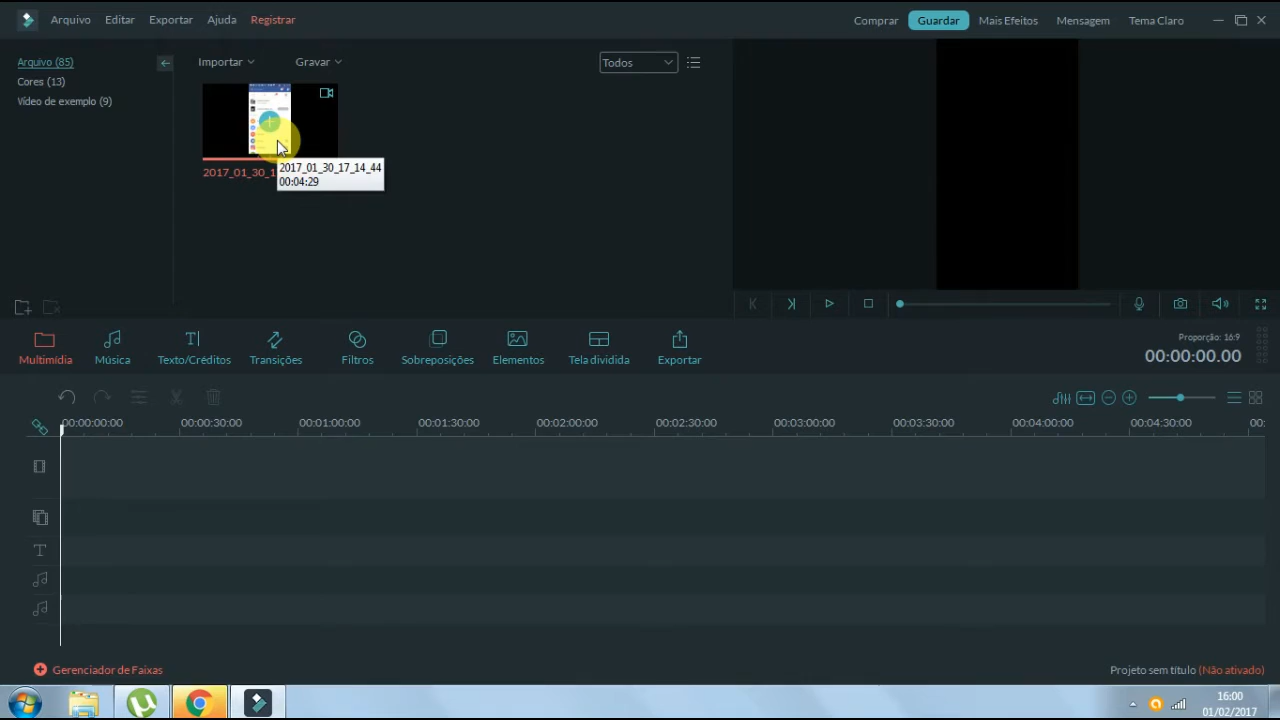 Arquivo Editar Exportar Ajuda Registrar Comprar Guardar Mais Efeitos Mensagem Tema Claro
Arquivo (85)
Cores (13)
Vídeo de exemplo (9)
Importar Gravar Todos
2017_01_30_1
2017_01_30_17_14_44
00:04:29
Multimídia Música Texto/Créditos Transições Filtros Sobreposições Elementos Tela dividida Exportar
Proporção: 16:9
00:00:00.00
00:00:00:00 00:00:30:00 00:01:00:00 00:01:30:00 00:02:00:00 00:02:30:00 00:03:00:00 00:03:30:00 00:04:00:00 00:04:30:00 00:
Gerenciador de Faixas
Projeto sem título (Não ativado)
16:00
01/02/2017